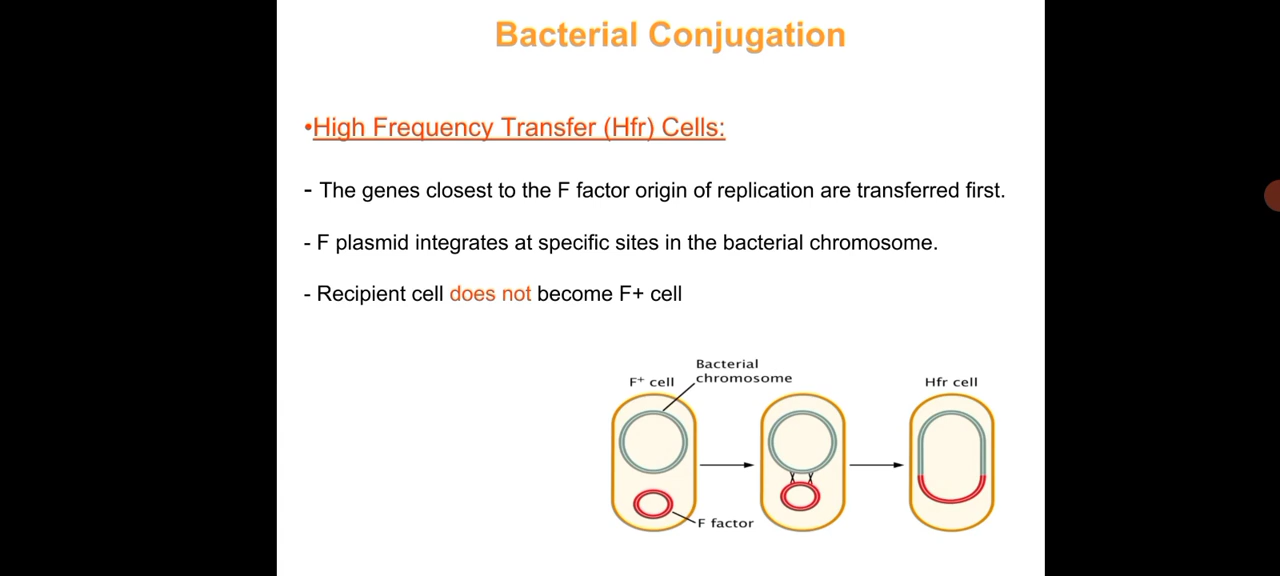 Bacterial Conjugation
•High Frequency Transfer (Hfr) Cells:
- The genes closest to the F factor origin of replication are transferred first.
- F plasmid integrates at specific sites in the bacterial chromosome.
- Recipient cell does not become F+ cell
Bacterial
chromosome
F⁺ cell
Hfr cell
F factor